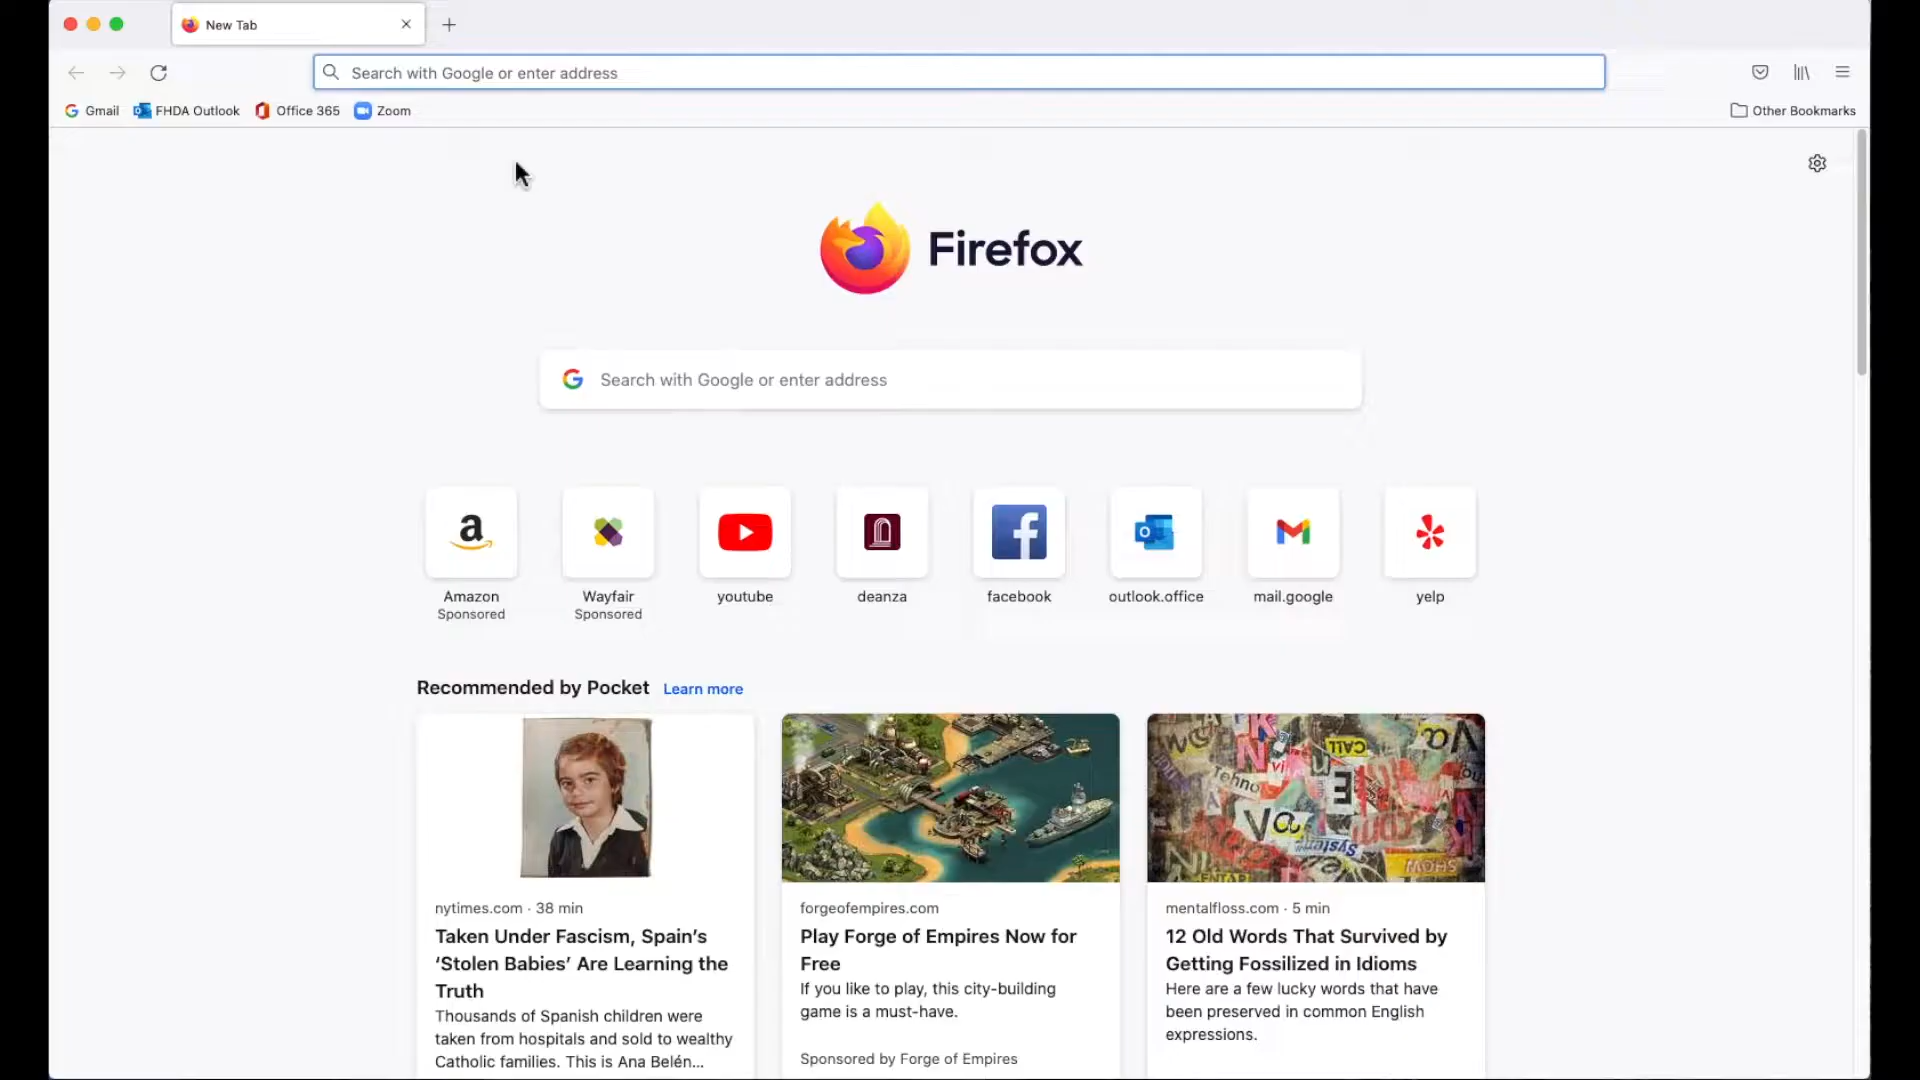 New Tab
Search with Google or enter address
Gmail
FHDA Outlook
Office 365
Zoom
Other Bookmarks
Firefox
Search with Google or enter address
Amazon
Sponsored
Wayfair
Sponsored
youtube
deanza
facebook
outlook.office
mail.google
yelp
Recommended by Pocket Learn more
nytimes.com · 38 min
Taken Under Fascism, Spain’s
‘Stolen Babies’ Are Learning the
Truth
Thousands of Spanish children were
taken from hospitals and sold to wealthy
Catholic families. This is Ana Belén...
forgeofempires.com
Play Forge of Empires Now for
Free
If you like to play, this city-building
game is a must-have.
Sponsored by Forge of Empires
CALL
Tehno
mentalfloss.com · 5 min
12 Old Words That Survived by
Getting Fossilized in Idioms
Here are a few lucky words that have
been preserved in common English
expressions.